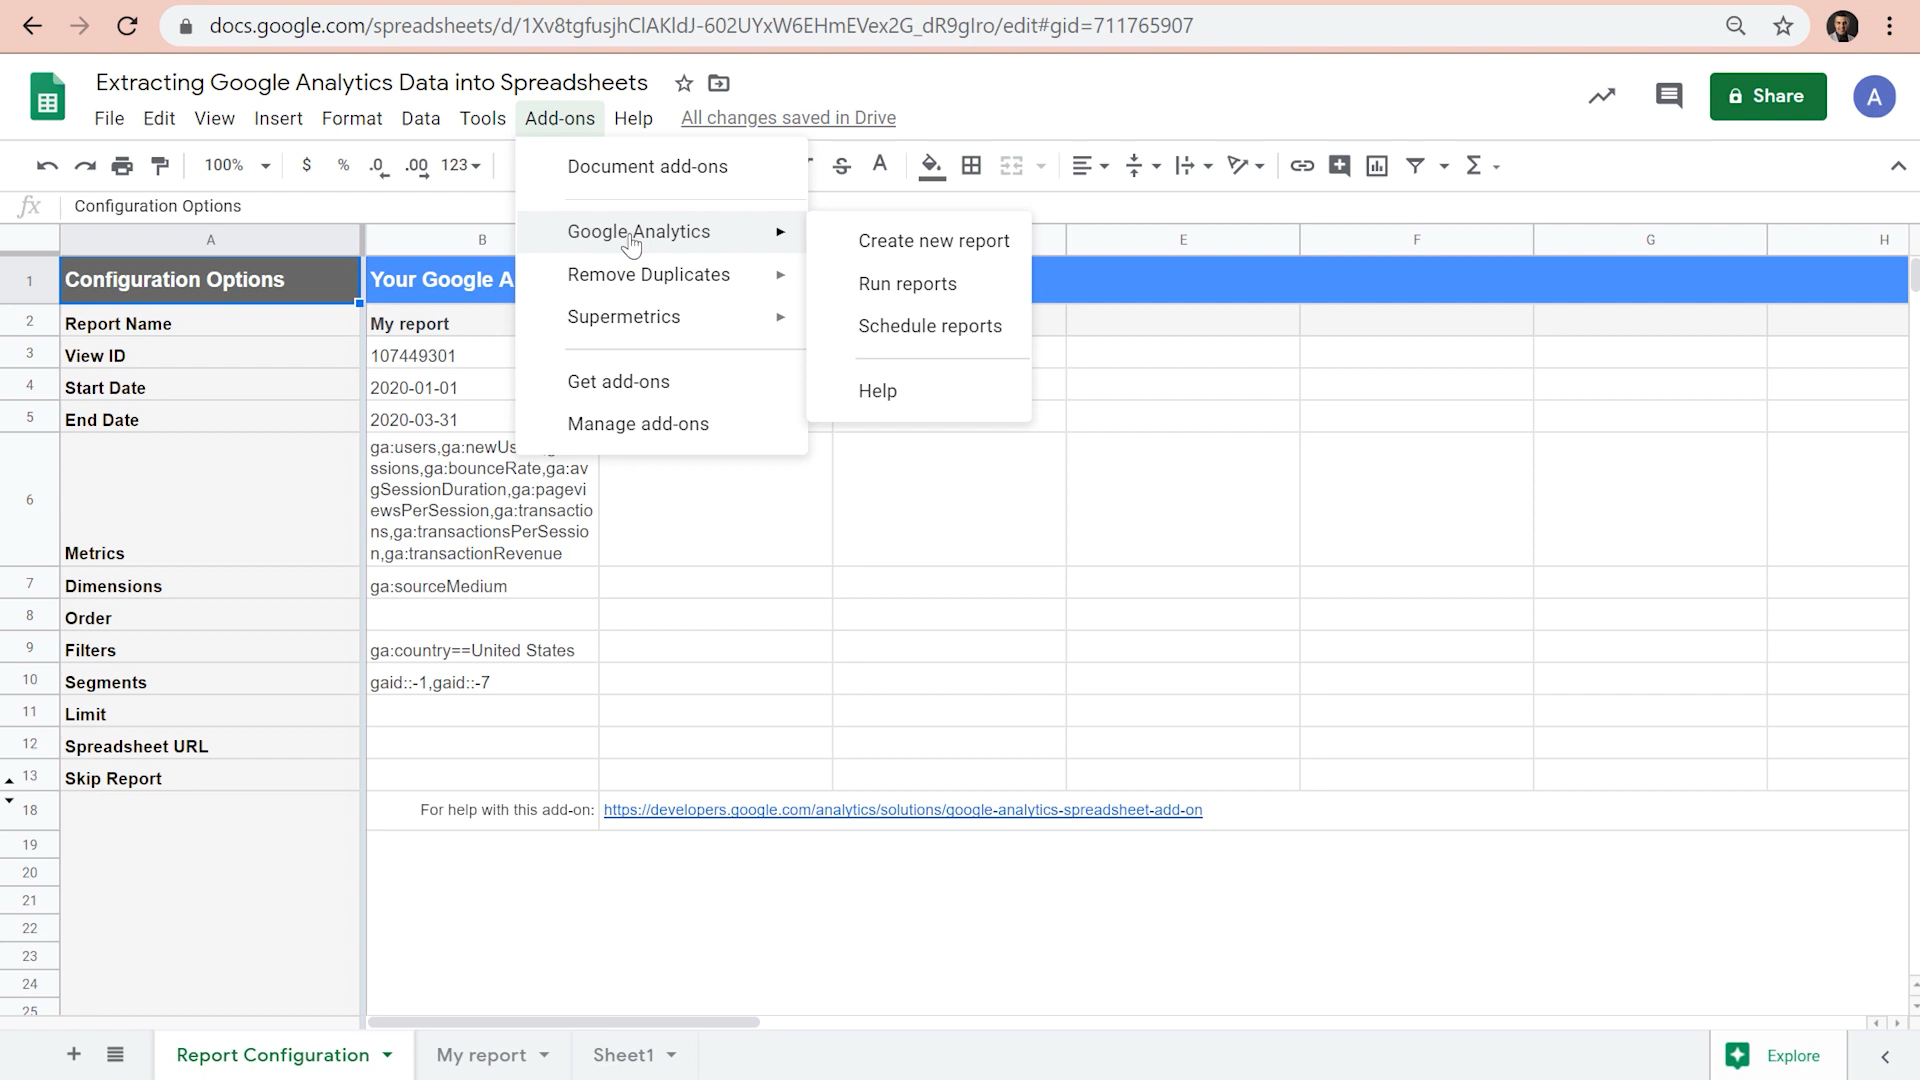 docs.google.com/spreadsheets/d/1Xv8tgfusjhClAKldJ-602UYxW6EHmEVex2G_dR9gIro/edit#gid=711765907
Extracting Google Analytics Data into Spreadsheets
Share
A
File Edit View Insert Format Data Tools Add-ons Help All changes saved in Drive
100% $ % .0 .00 123
Document add-ons
Google Analytics
Remove Duplicates
Supermetrics
Get add-ons
Manage add-ons
Create new report
Run reports
Schedule reports
Help
fx Configuration Options
A B E F G H
1 Configuration Options Your Google A
2 Report Name My report
3 View ID 107449301
4 Start Date 2020-01-01
5 End Date 2020-03-31
ga:users,ga:newUs
ssions,ga:bounceRate,ga:av
gSessionDuration,ga:pagevi
ewsPerSession,ga:transactio
ns,ga:transactionsPerSessio
n,ga:transactionRevenue
6 Metrics
7 Dimensions ga:sourceMedium
8 Order
9 Filters ga:country==United States
10 Segments gaid::-1,gaid::-7
11 Limit
12 Spreadsheet URL
13 Skip Report
18 For help with this add-on: https://developers.google.com/analytics/solutions/google-analytics-spreadsheet-add-on
19
20
21
22
23
24
25
Report Configuration My report Sheet1 Explore